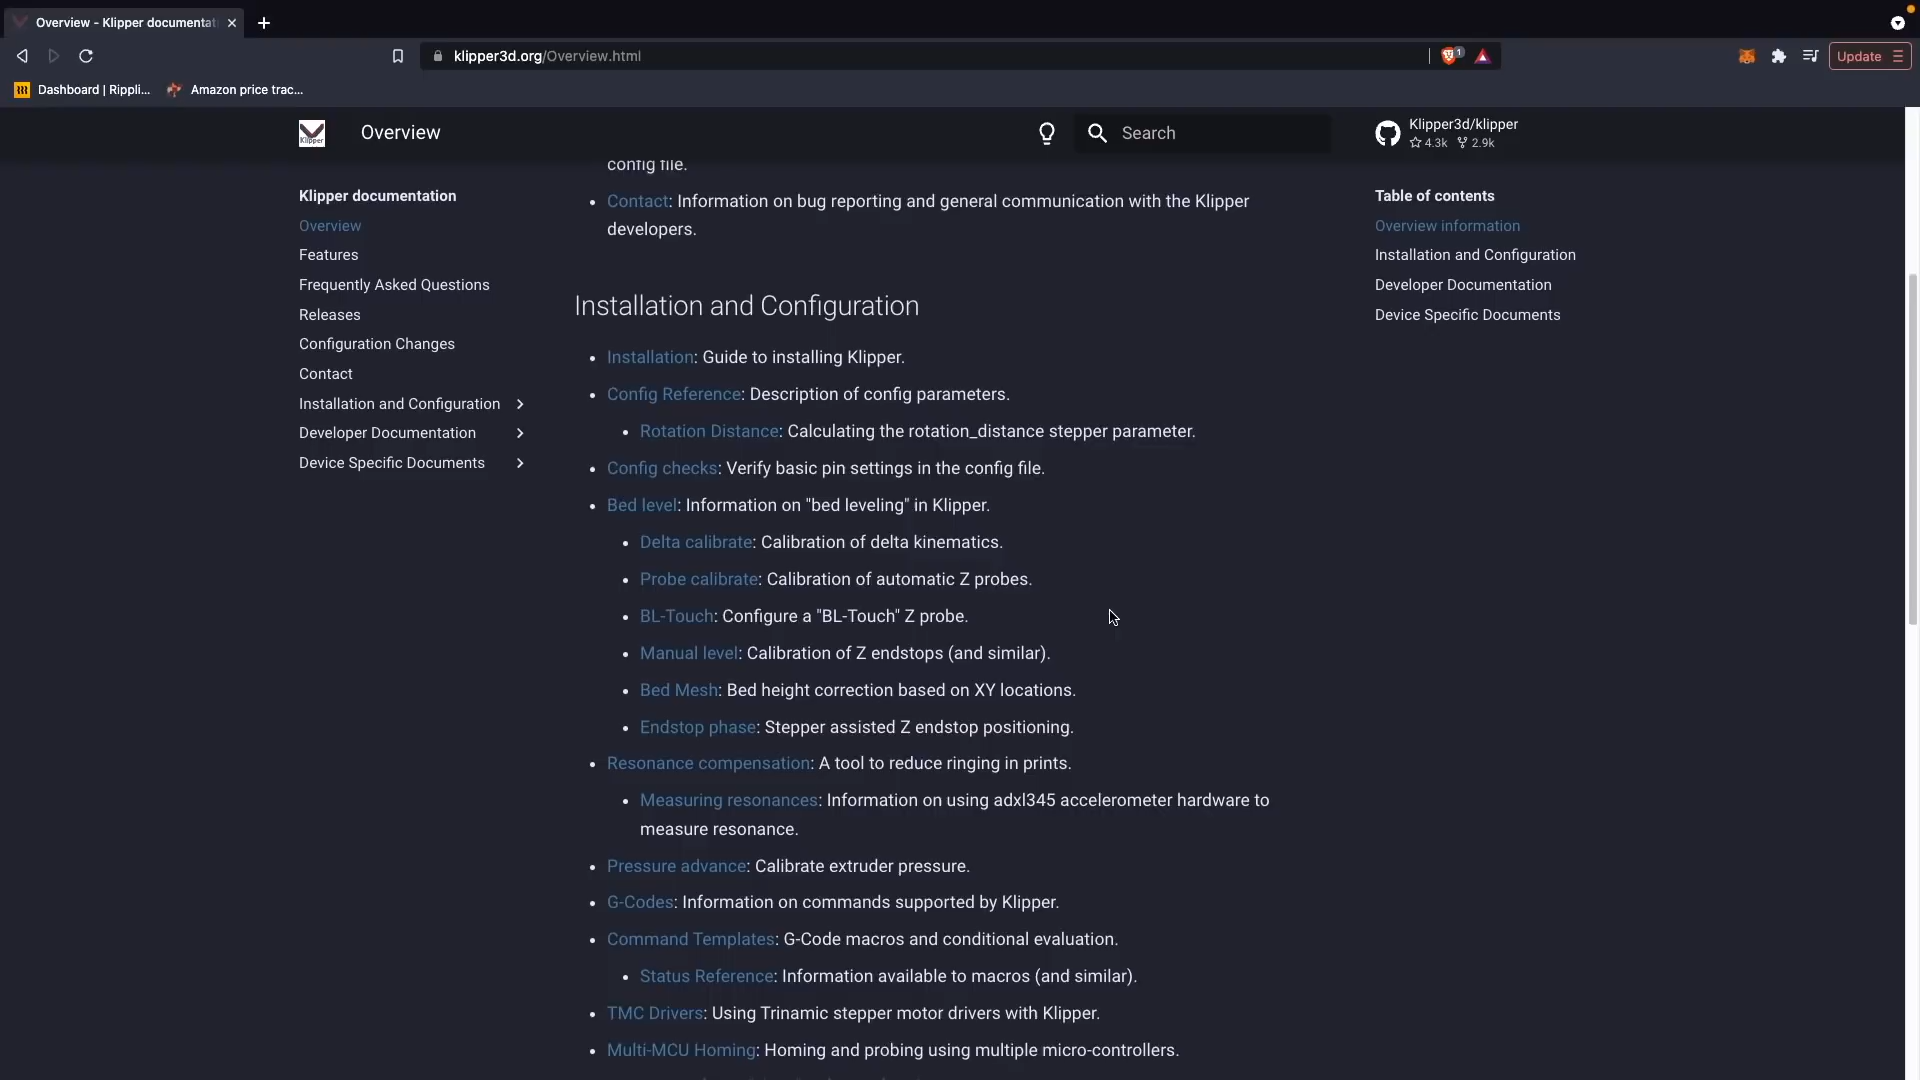 Overview - Klipper documentat
Dashboard | Rippli...
Amazon price trac...
klipper3d.org/Overview.html
1
Update
Klipper
Overview
Search
Klipper3d/klipper
4.3k 2.9k
Klipper documentation
Overview
Features
Frequently Asked Questions
Releases
Configuration Changes
Contact
Installation and Configuration
Developer Documentation
Device Specific Documents
config file.
Contact: Information on bug reporting and general communication with the Klipper
developers.
Installation and Configuration
Installation: Guide to installing Klipper.
Config Reference: Description of config parameters.
Rotation Distance: Calculating the rotation_distance stepper parameter.
Config checks: Verify basic pin settings in the config file.
Bed level: Information on "bed leveling" in Klipper.
Delta calibrate: Calibration of delta kinematics.
Probe calibrate: Calibration of automatic Z probes.
BL-Touch: Configure a "BL-Touch" Z probe.
Manual level: Calibration of Z endstops (and similar).
Bed Mesh: Bed height correction based on XY locations.
Endstop phase: Stepper assisted Z endstop positioning.
Resonance compensation: A tool to reduce ringing in prints.
Measuring resonances: Information on using adxl345 accelerometer hardware to
measure resonance.
Pressure advance: Calibrate extruder pressure.
G-Codes: Information on commands supported by Klipper.
Command Templates: G-Code macros and conditional evaluation.
Status Reference: Information available to macros (and similar).
TMC Drivers: Using Trinamic stepper motor drivers with Klipper.
Multi-MCU Homing: Homing and probing using multiple micro-controllers.
Table of contents
Overview information
Installation and Configuration
Developer Documentation
Device Specific Documents